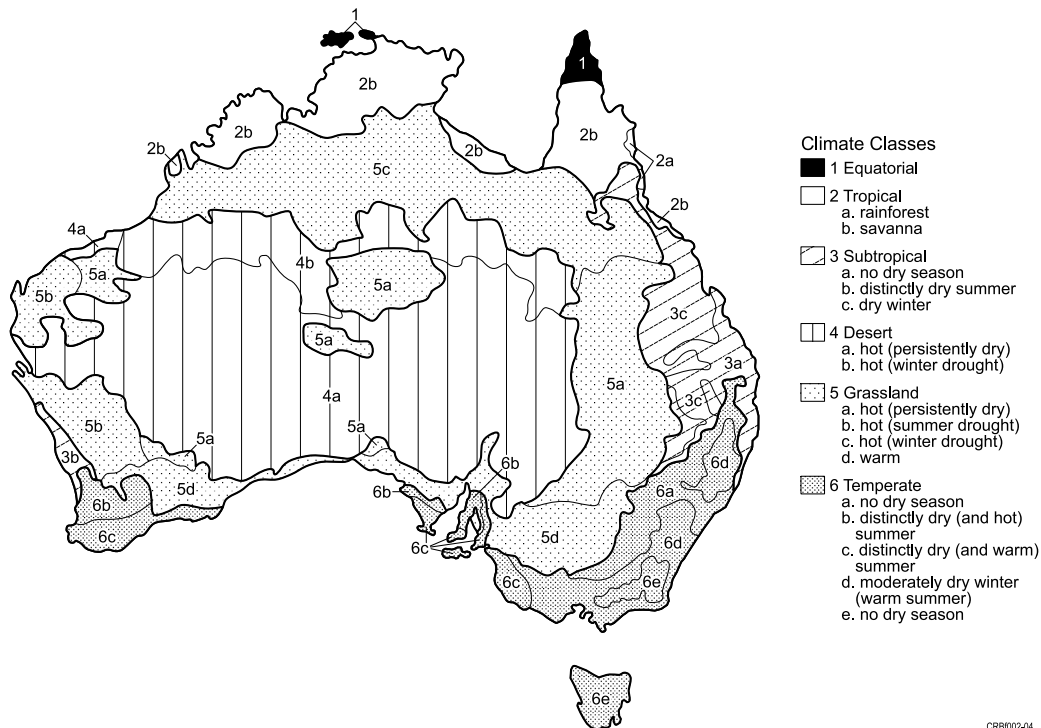 1
1
2b
2b
2b
2b
2b
2a
2b
5c
4a
4b
5a
5b
5a
5a
3c
3a
3c
4a
5a
5b
5a
5a
3b
5d
6b
6b
6b
6c
6c
6a
6d
6d
5d
6c
6e
6e
Climate Classes
1 Equatorial
2 Tropical
a. rainforest
b. savanna
3 Subtropical
a. no dry season
b. distinctly dry summer
c. dry winter
4 Desert
a. hot (persistently dry)
b. hot (winter drought)
5 Grassland
a. hot (persistently dry)
b. hot (summer drought)
c. hot (winter drought)
d. warm
6 Temperate
a. no dry season
b. distinctly dry (and hot)
summer
c. distinctly dry (and warm)
summer
d. moderately dry winter
(warm summer)
e. no dry season
CRBf002-04